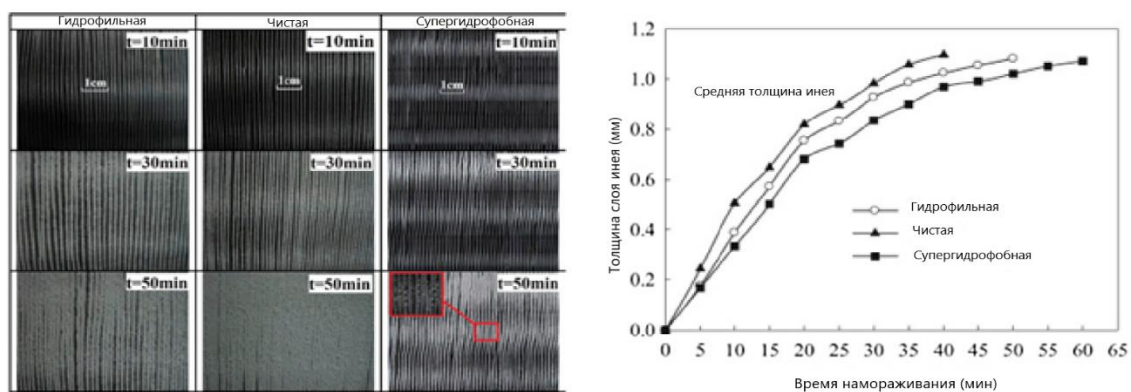 Гидрофильная
Чистая
Супергидрофобная
t=10min
t=10min
t=10min
1cm
1cm
1cm
t=30min
t=30min
t=30min
t=50min
t=50min
t=50min
Толщина слоя инея (мм)
1.2
1.0
0.8
0.6
0.4
0.2
0.0
Средняя толщина инея
Гидрофильная
Чистая
Супергидрофобная
0 5 10 15 20 25 30 35 40 45 50 55 60 65
Время намораживания (мин)